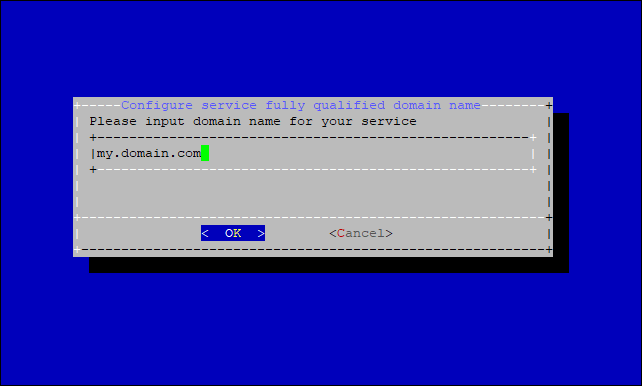 Configure service fully qualified domain name
Please input domain name for your service
my.domain.com
< OK > <Cancel>